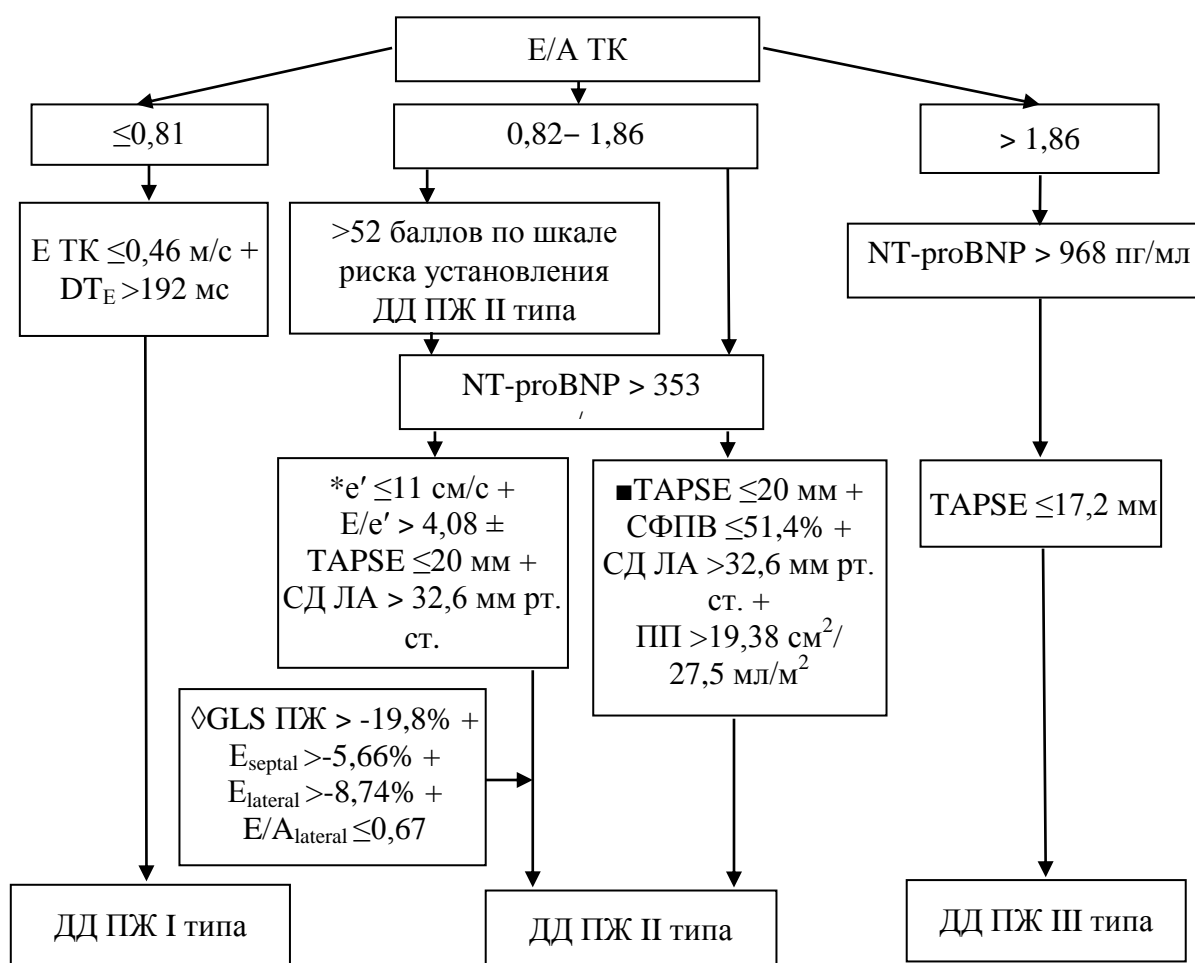 Е/А ТК
≤0,81
0,82– 1,86
> 1,86
Е ТК ≤0,46 м/с +
DTE >192 мс
>52 баллов по шкале
риска установления
ДД ПЖ II типа
NT-proBNP > 968 пг/мл
NT-proBNP > 353
*e′ ≤11 см/с +
E/e′ > 4,08 ±
TAPSE ≤20 мм +
СД ЛА > 32,6 мм рт.
ст.
■TAPSE ≤20 мм +
СФПВ ≤51,4% +
СД ЛА >32,6 мм рт.
ст. +
ПП >19,38 см2/
27,5 мл/м2
TAPSE ≤17,2 мм
◊GLS ПЖ > -19,8% +
Eseptal >-5,66% +
Elateral >-8,74% +
E/Alateral ≤0,67
ДД ПЖ I типа
ДД ПЖ II типа
ДД ПЖ III типа